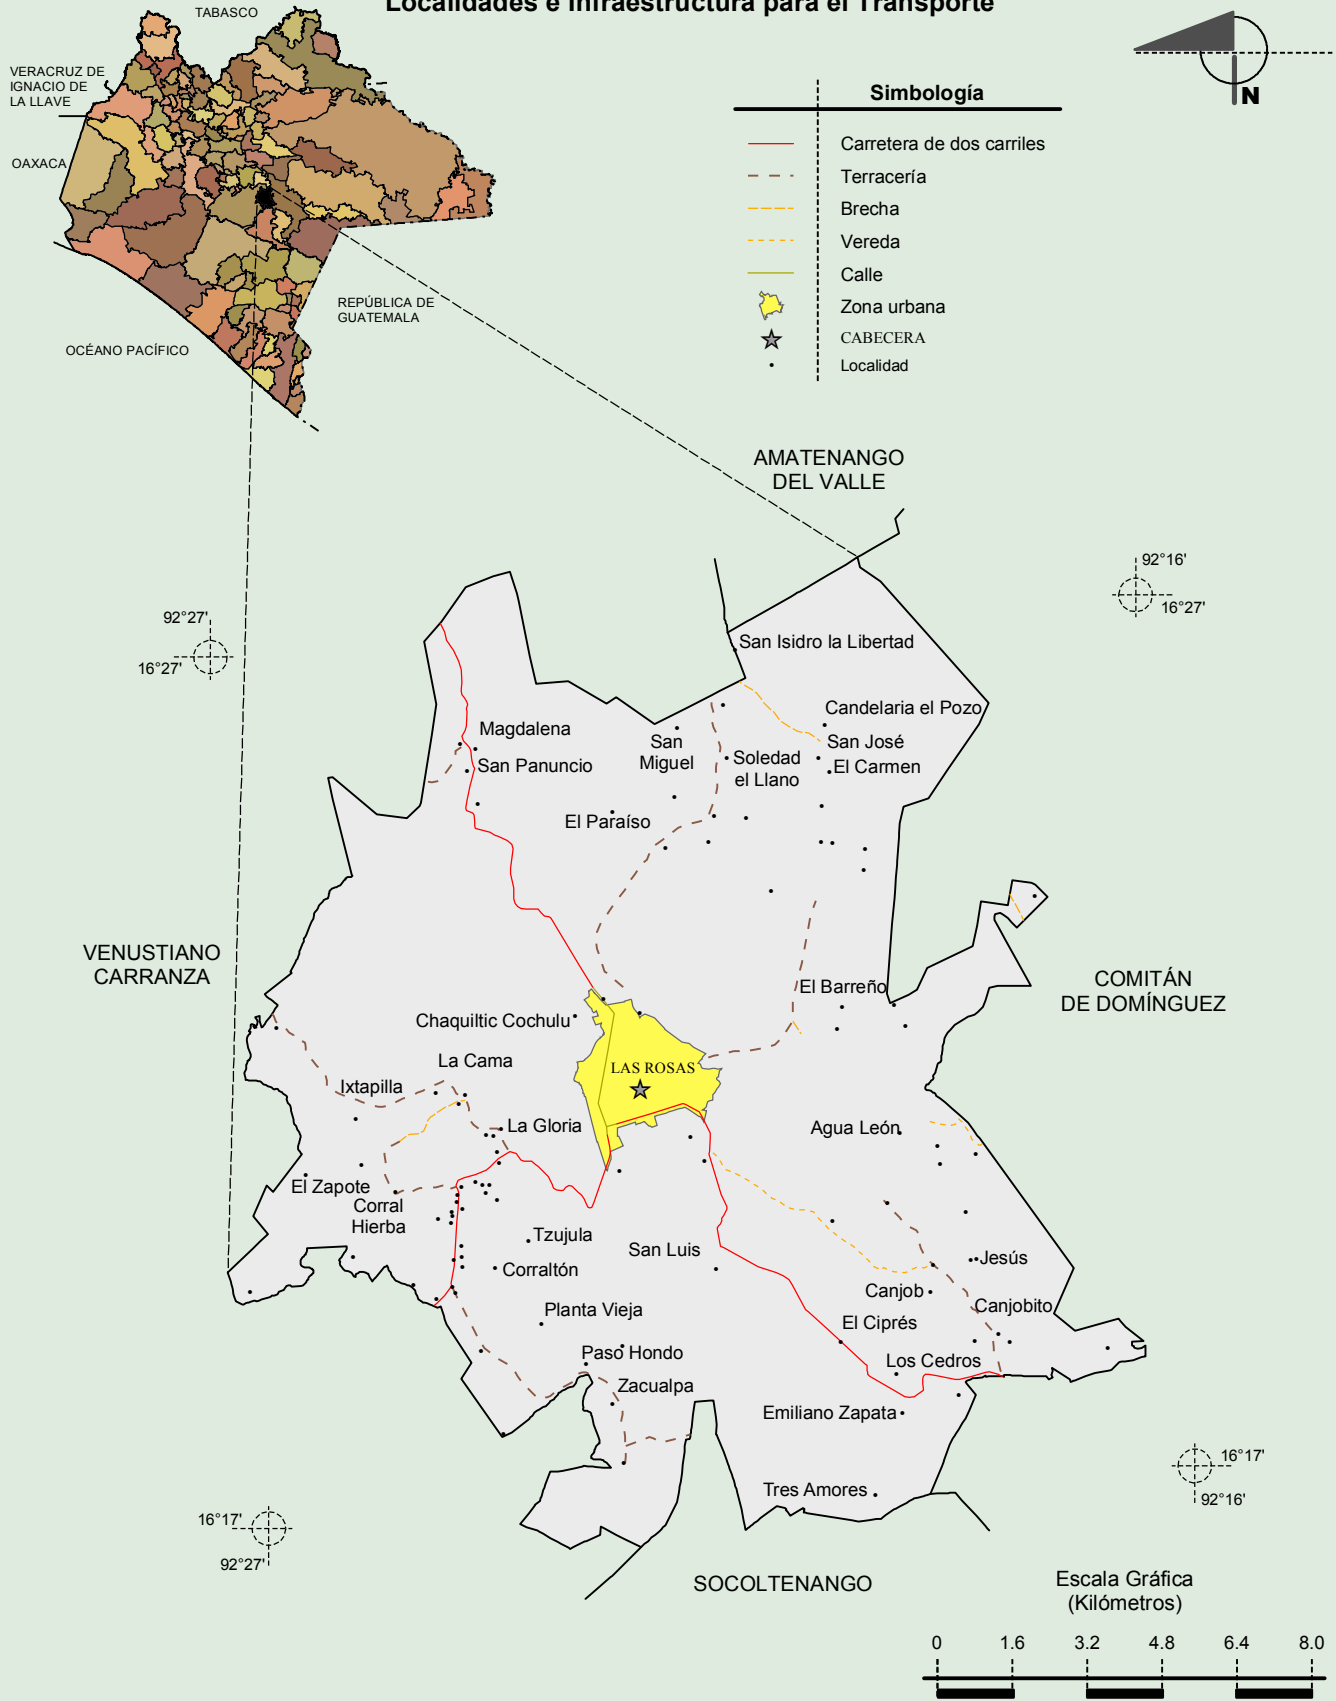 Localidades e Infraestructura para el Transporte
TABASCO
VERACRUZ DE
IGNACIO DE
LA LLAVE
OAXACA
REPÚBLICA DE
GUATEMALA
OCÉANO PACÍFICO
N
Simbología
Carretera de dos carriles
Terracería
Brecha
Vereda
Calle
Zona urbana
CABECERA
Localidad
AMATENANGO
DEL VALLE
92°16'
16°27'
92°27'
16°27'
San Isidro la Libertad
Candelaria el Pozo
Magdalena
San
Miguel
San José
Soledad
el Llano
El Carmen
San Panuncio
El Paraíso
VENUSTIANO
CARRANZA
COMITÁN
DE DOMÍNGUEZ
El Barreño
Chaquiltic Cochulu
La Cama
LAS ROSAS
Ixtapilla
La Gloria
Agua León
El Zapote
Corral
Hierba
Tzujula
San Luis
Corraltón
Jesús
Canjob
Canjobito
Planta Vieja
El Ciprés
Paso Hondo
Los Cedros
Zacualpa
Emiliano Zapata
Tres Amores
16°17'
92°16'
16°17'
92°27'
SOCOLTENANGO
Escala Gráfica
(Kilómetros)
0 1.6 3.2 4.8 6.4 8.0